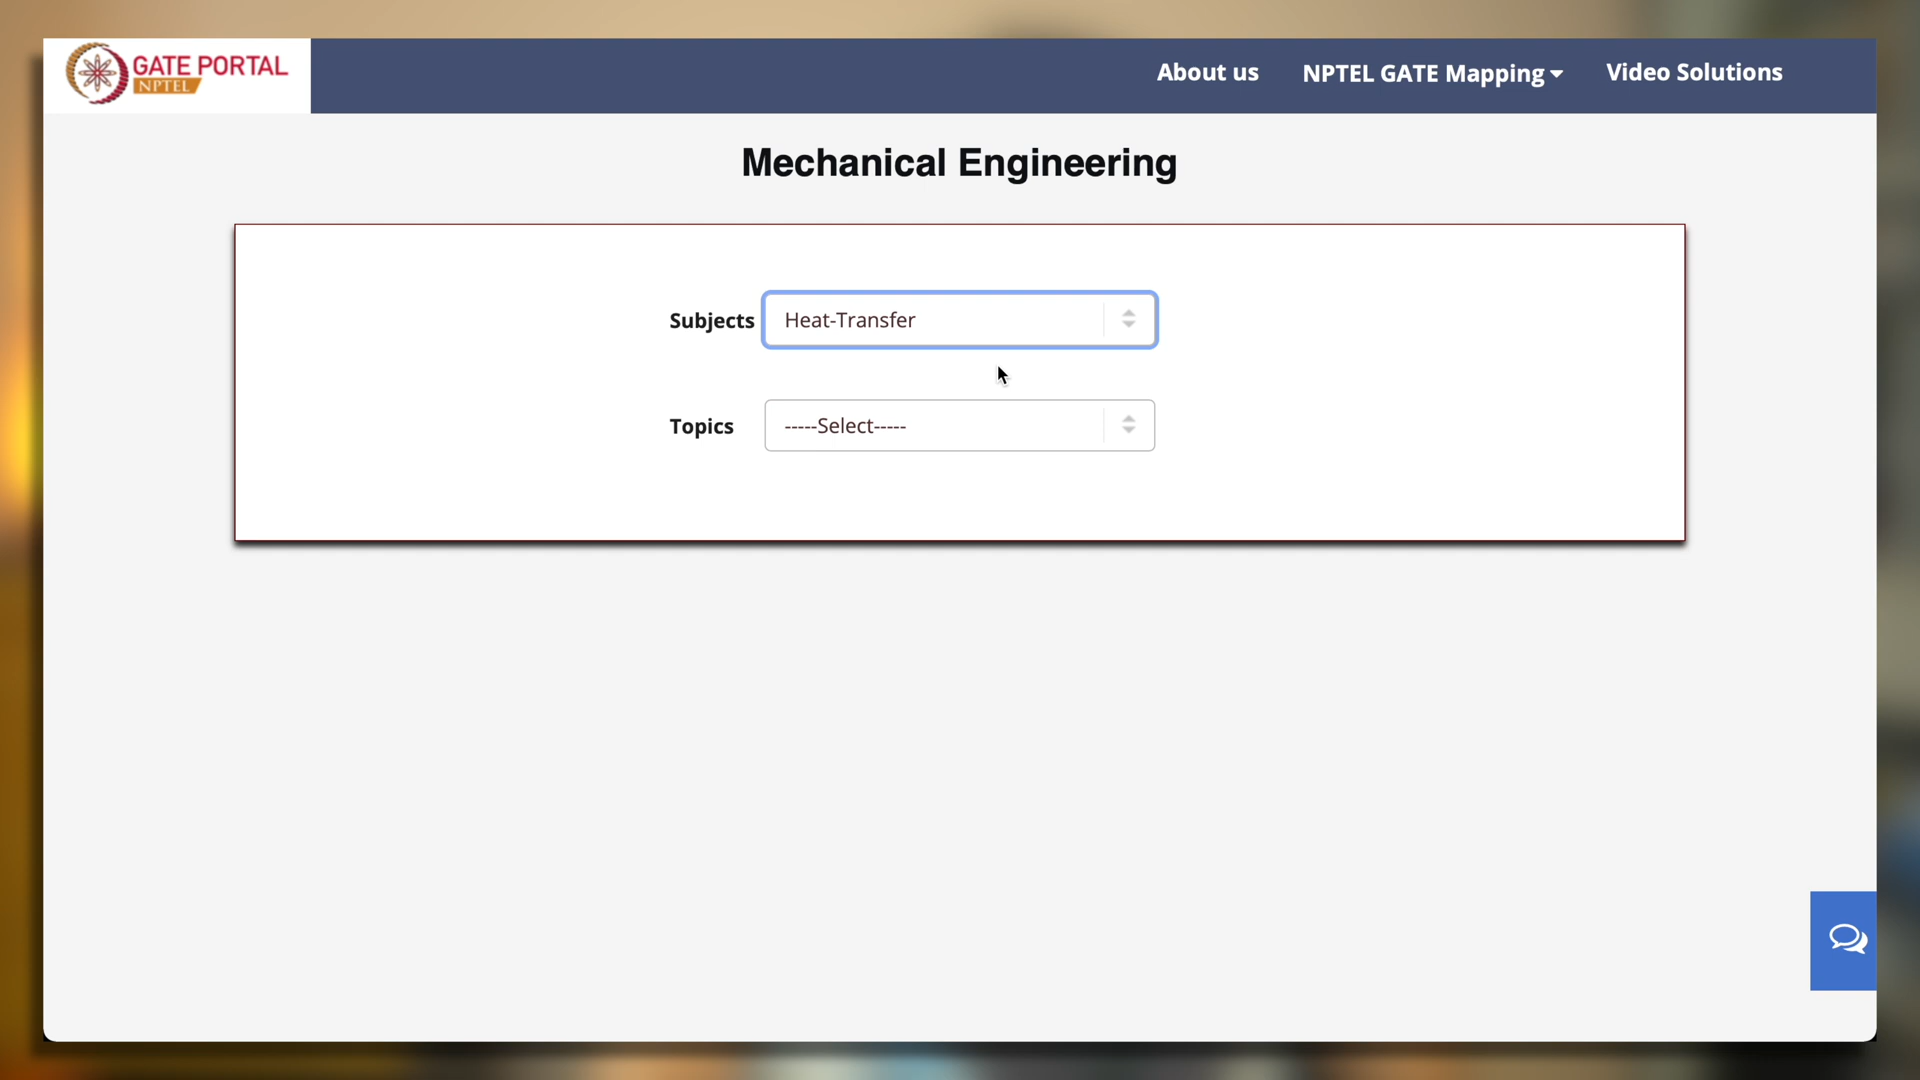 GATE PORTAL
NPTEL
About us
NPTEL GATE Mapping
Video Solutions
Mechanical Engineering
Subjects
Heat-Transfer
Topics
-----Select-----